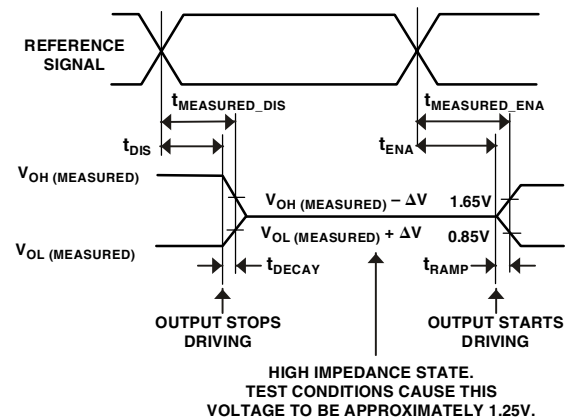 REFERENCE
SIGNAL
tMEASURED_DIS
tMEASURED_ENA
tDIS
tENA
VOH (MEASURED)
VOH (MEASURED) – ΔV
1.65V
VOL (MEASURED) + ΔV
0.85V
VOL (MEASURED)
tDECAY
tRAMP
OUTPUT STOPS
DRIVING
OUTPUT STARTS
DRIVING
HIGH IMPEDANCE STATE.
TEST CONDITIONS CAUSE THIS
VOLTAGE TO BE APPROXIMATELY 1.25V.